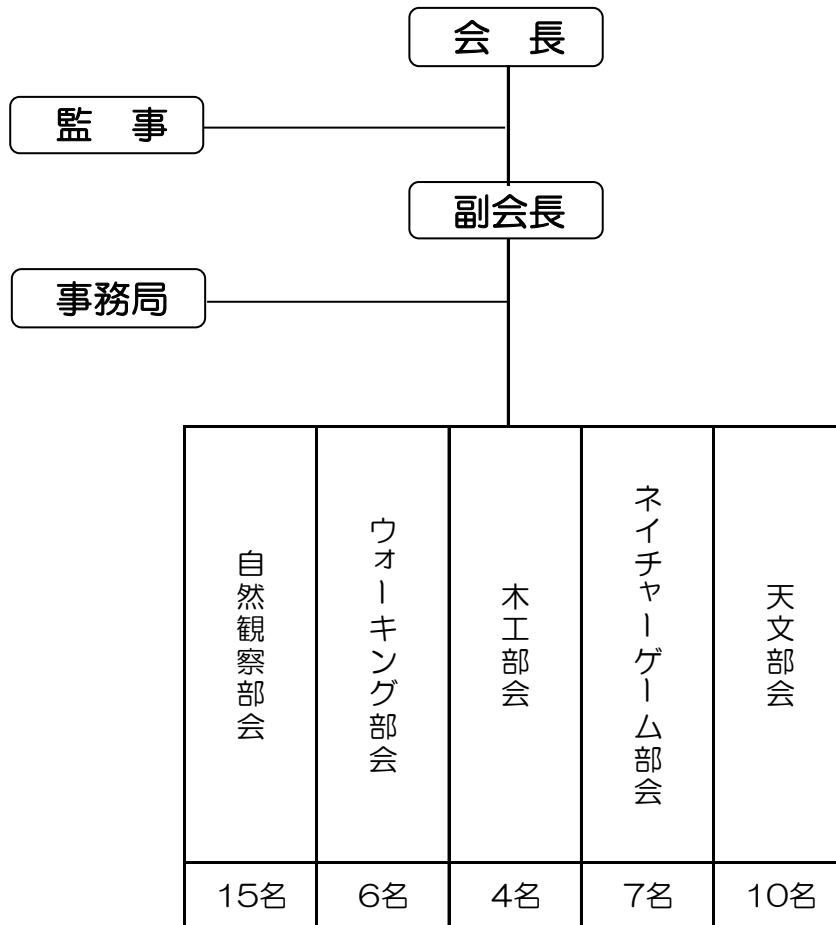 会　長
監　事
副会長
事務局
自然観察部会
ウォーキング部会
木工部会
ネイチャーゲーム部会
天文部会
15名
6名
4名
7名
10名